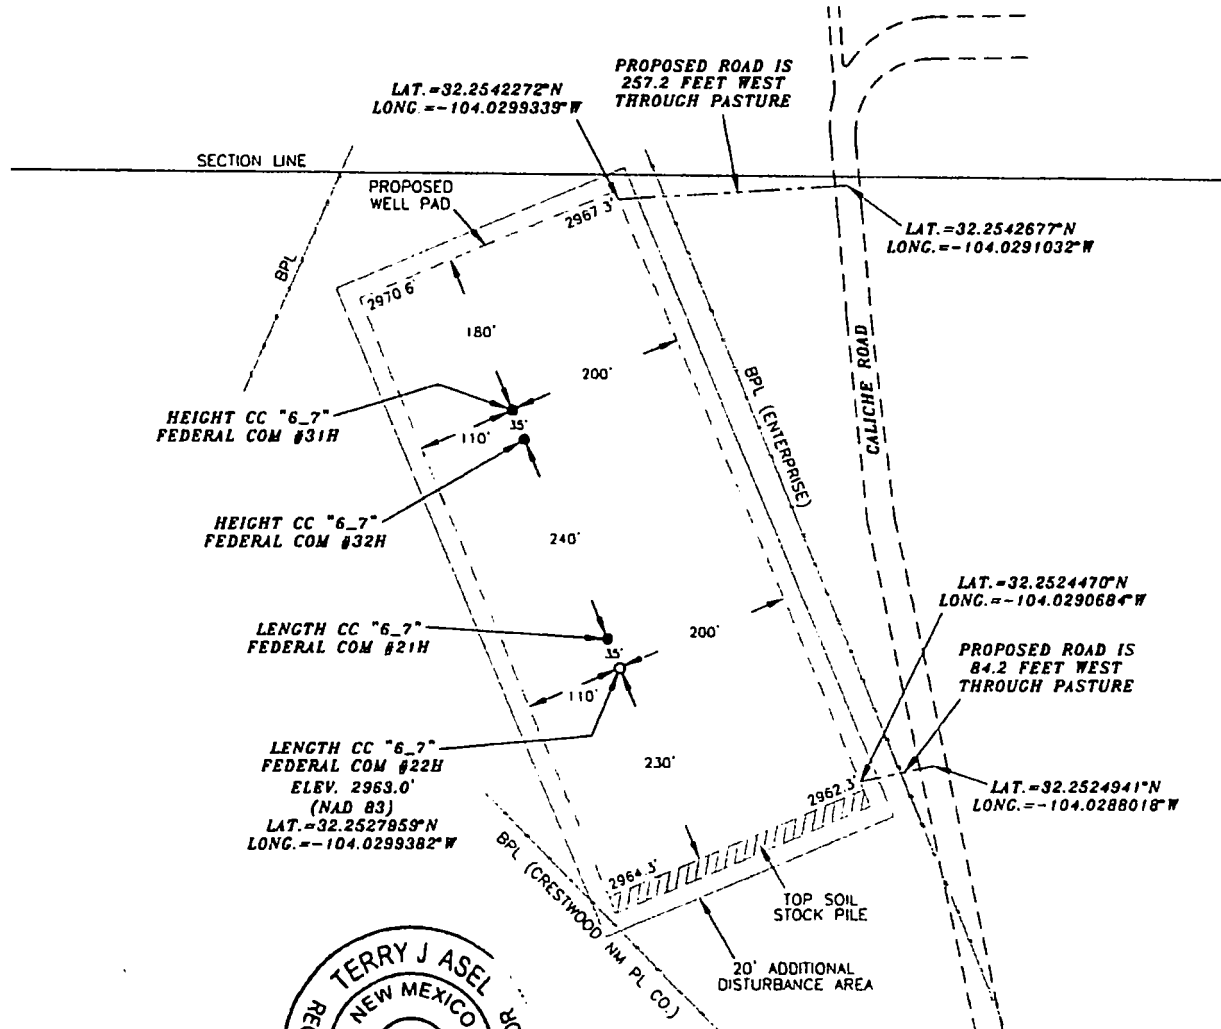 LAT.=32.2542272°N
LONG.=-104.0299339°W
PROPOSED ROAD IS
257.2 FEET WEST
THROUGH PASTURE
SECTION LINE
PROPOSED
WELL PAD
2967.3'
LAT.=32.2542677°N
LONG.=-104.0291032°W
BPL
2970.6'
180'
200'
BPL (ENTERPRISE)
CALICHE ROAD
HEIGHT CC "6_7"
FEDERAL COM #31H
35'
110'
HEIGHT CC "6_7"
FEDERAL COM #32H
240'
LAT.=32.2524470°N
LONG.=-104.0290684°W
LENGTH CC "6_7"
FEDERAL COM #21H
200'
35'
110'
PROPOSED ROAD IS
84.2 FEET WEST
THROUGH PASTURE
LENGTH CC "6_7"
FEDERAL COM #22H
ELEV. 2963.0'
(NAD 83)
LAT.=32.2527959°N
LONG.=-104.0299382°W
230'
2962.3'
LAT.=32.2524941°N
LONG.=-104.0288018°W
2964.3'
BPL (CRESTWOOD NM PL CO.)
TOP SOIL
STOCK PILE
20' ADDITIONAL
DISTURBANCE AREA
TERRY J ASEL
NEW MEXICO